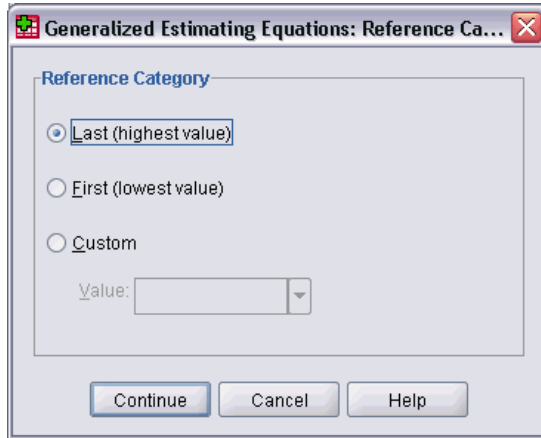 Generalized Estimating Equations: Reference Ca...
Reference Category
Last (highest value)
First (lowest value)
Custom
Value:
Continue Cancel Help